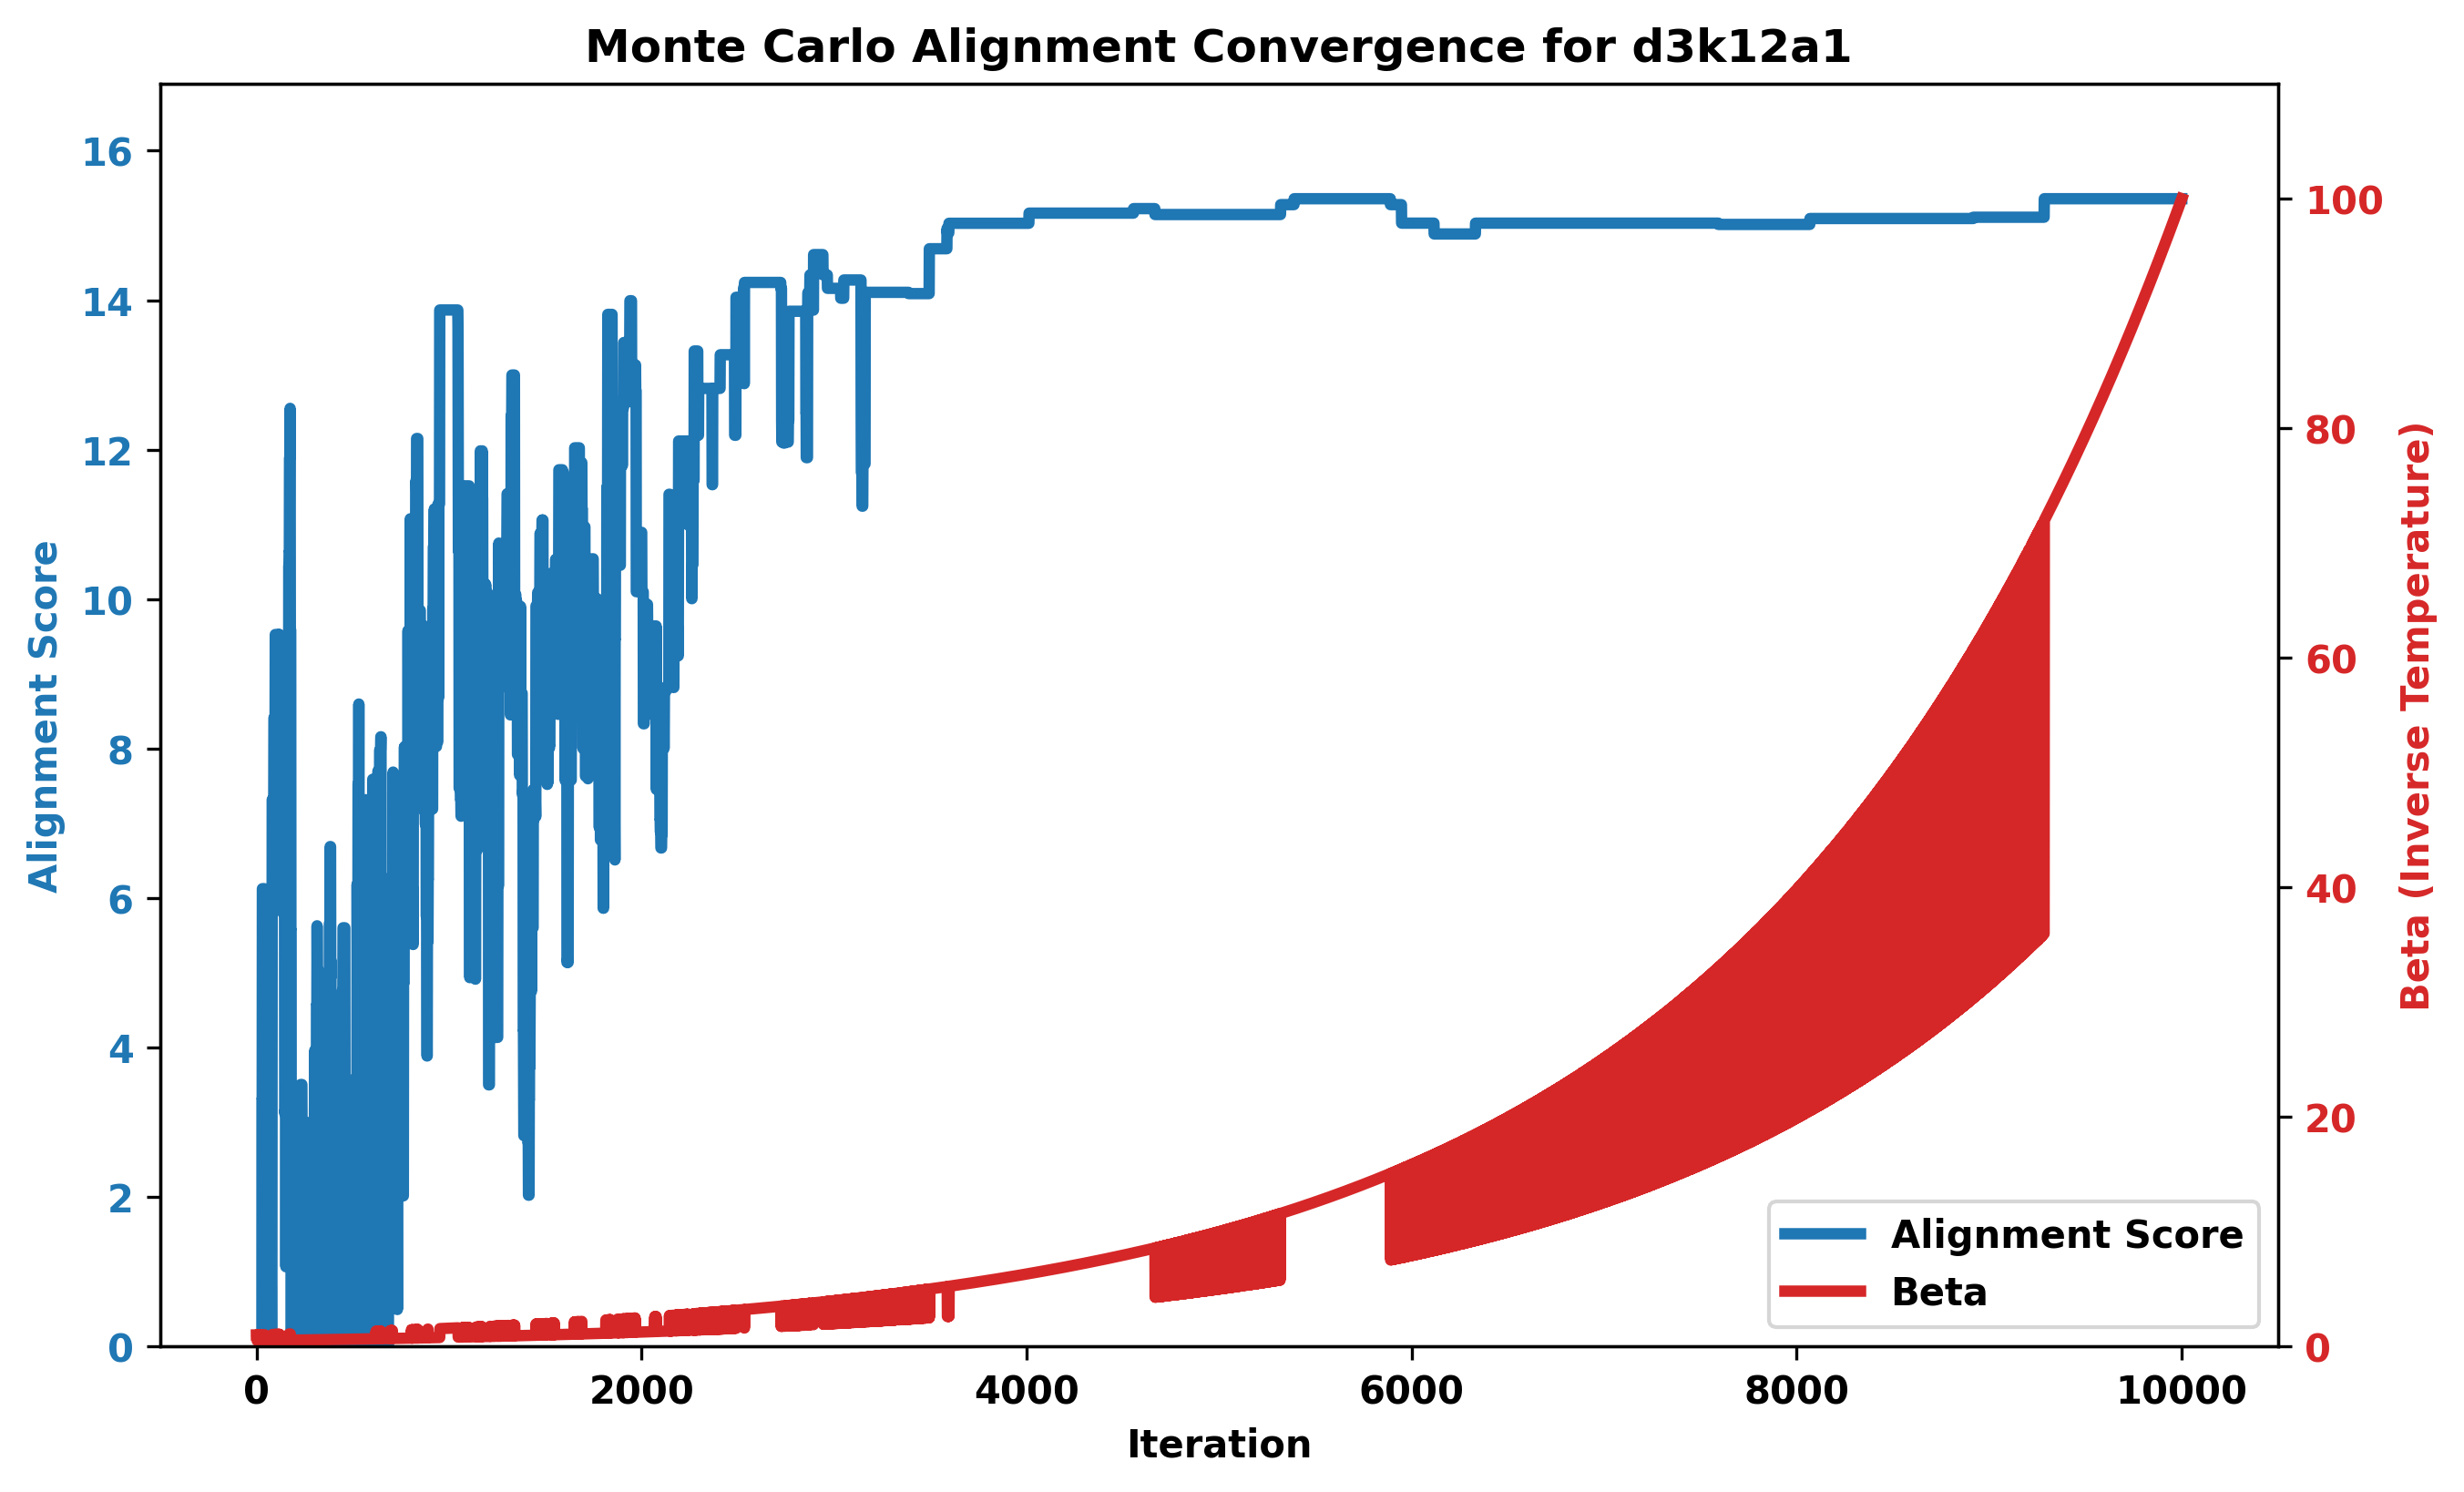 Monte Carlo Alignment Convergence for d3k12a1
Alignment Score
16
14
12
10
8
6
4
2
0
0 2000 4000 6000 8000 10000
Iteration
100
80
60
40
20
0
Beta (Inverse Temperature)
Alignment Score
Beta